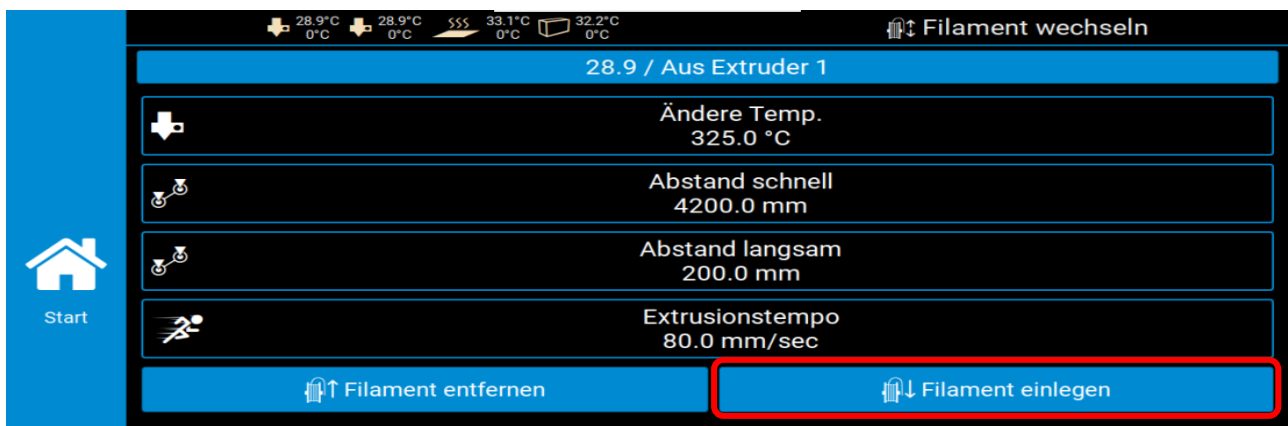 28.9°C 28.9°C 33.1°C 32.2°C
0°C 0°C 0°C 0°C
Filament wechseln
28.9 / Aus Extruder 1
Ändere Temp.
325.0 °C
Abstand schnell
4200.0 mm
Abstand langsam
200.0 mm
Start
Extrusionstempo
80.0 mm/sec
Filament entfernen
Filament einlegen